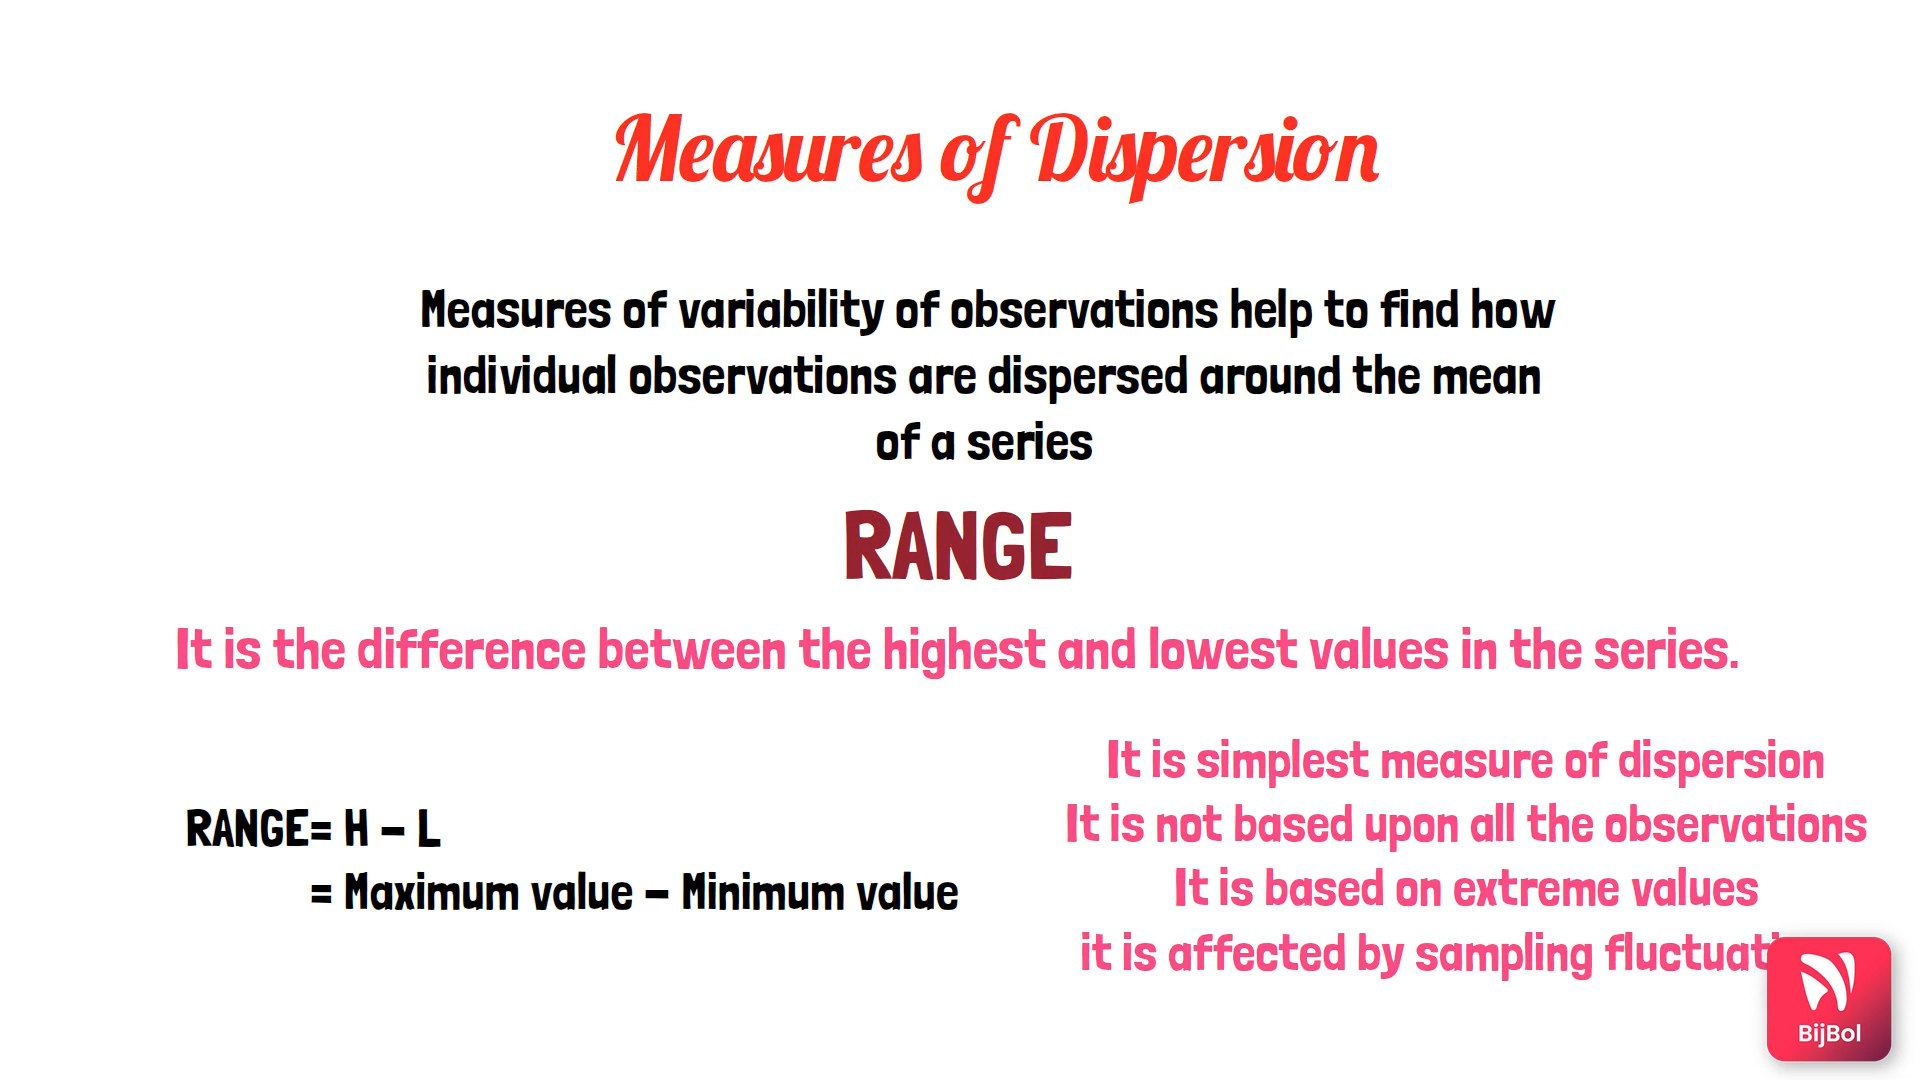 Measures of Dispersion
Measures of variability of observations help to find how
individual observations are dispersed around the mean
of a series
RANGE
It is the difference between the highest and lowest values in the series.
RANGE= H – L
= Maximum value – Minimum value
It is simplest measure of dispersion
It is not based upon all the observations
It is based on extreme values
it is affected by sampling
BijBol